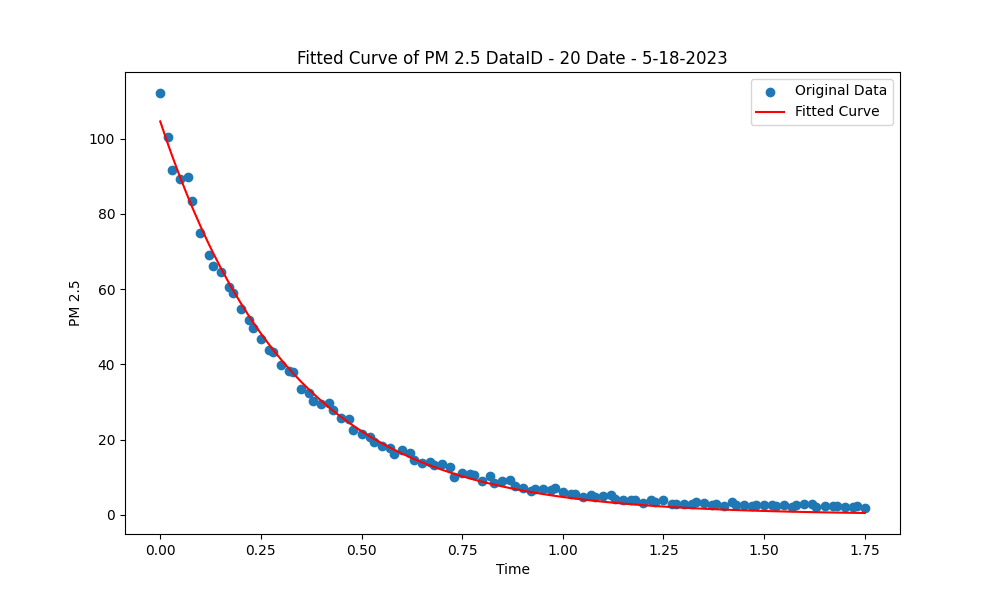 Fitted Curve of PM 2.5 DataID - 20 Date - 5-18-2023
Original Data
Fitted Curve
100
80
60
40
20
0
PM 2.5
0.00 0.25 0.50 0.75 1.00 1.25 1.50 1.75
Time